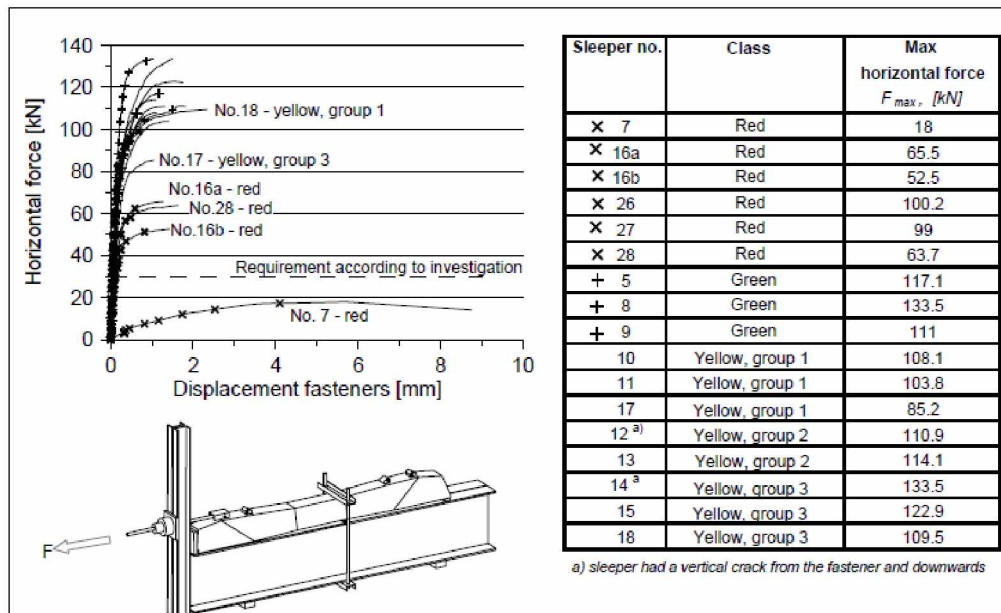 140
120
100
80
60
40
20
0
Horizontal force [kN]
No.18 - yellow, group 1
No.17 - yellow, group 3
No.16a - red
No.28 - red
No.16b - red
Requirement according to investigation
No. 7 - red
0 2 4 6 8 10
Displacement fasteners [mm]
F
Sleeper no. Class Max
horizontal force
F max, [kN]
× 7 Red 18
× 16a Red 65.5
× 16b Red 52.5
× 26 Red 100.2
× 27 Red 99
× 28 Red 63.7
+ 5 Green 117.1
+ 8 Green 133.5
+ 9 Green 111
10 Yellow, group 1 108.1
11 Yellow, group 1 103.8
17 Yellow, group 1 85.2
12 a) Yellow, group 2 110.9
13 Yellow, group 2 114.1
14 a Yellow, group 3 133.5
15 Yellow, group 3 122.9
18 Yellow, group 3 109.5
a) sleeper had a vertical crack from the fastener and downwards